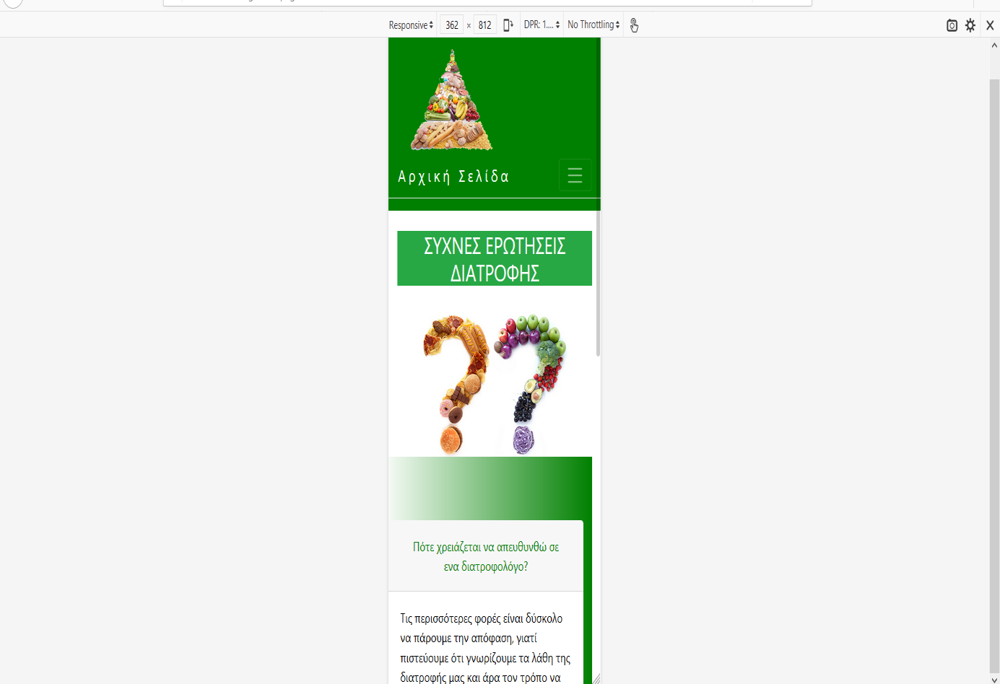 Responsive 362 × 812 DPR: 1.... No Throttling
Αρχική Σελίδα
ΣΥΧΝΕΣ ΕΡΩΤΗΣΕΙΣ
ΔΙΑΤΡΟΦΗΣ
Πότε χρειάζεται να απευθυνθώ σε
ενα διατροφολόγο?
Τις περισσότερες φορές είναι δύσκολο
να πάρουμε την απόφαση, γιατί
πιστεύουμε ότι γνωρίζουμε τα λάθη της
διατροφής μας και άρα τον τρόπο να